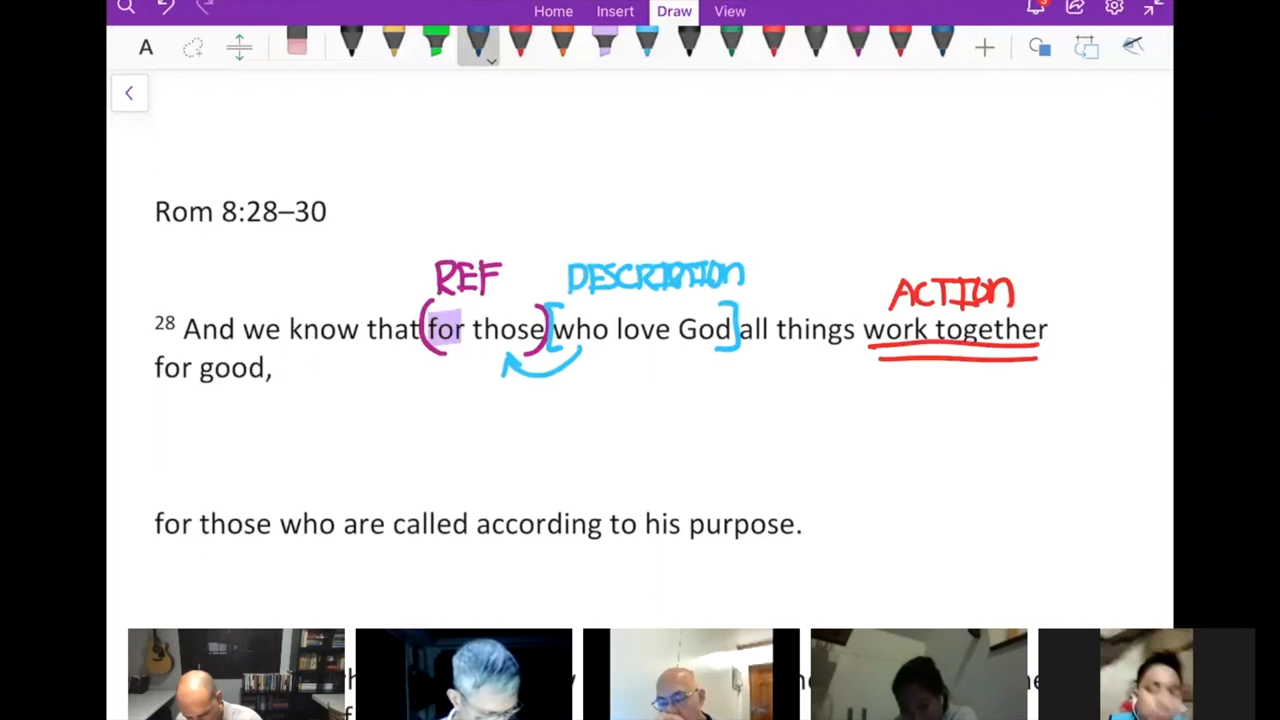 Home Insert Draw View
A
Rom 8:28–30
REF DESCRIPTION ACTION
28 And we know that for those who love God all things work together
for good,
for those who are called according to his purpose.